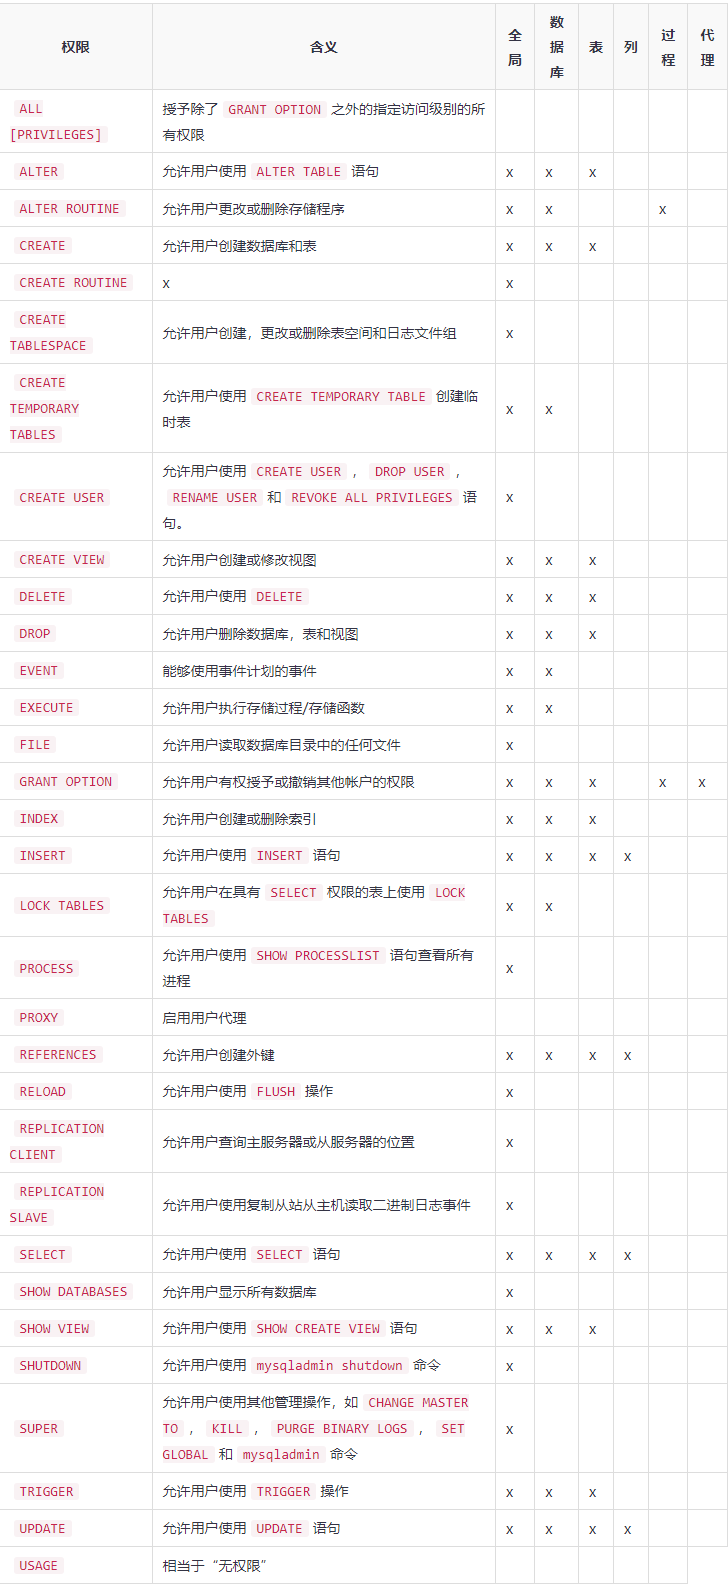 权限 含义 全局 数据库 表 列 过程 代理
ALL [PRIVILEGES] 授予除了 GRANT OPTION 之外的指定访问级别的所有权限
ALTER 允许用户使用 ALTER TABLE 语句 x x x
ALTER ROUTINE 允许用户更改或删除存储程序 x x x
CREATE 允许用户创建数据库和表 x x x
CREATE ROUTINE x x
CREATE TABLESPACE 允许用户创建，更改或删除表空间和日志文件组 x
CREATE TEMPORARY TABLES 允许用户使用 CREATE TEMPORARY TABLE 创建临时表 x x
CREATE USER 允许用户使用 CREATE USER ， DROP USER ， RENAME USER 和 REVOKE ALL PRIVILEGES 语句。 x
CREATE VIEW 允许用户创建或修改视图 x x x
DELETE 允许用户使用 DELETE x x x
DROP 允许用户删除数据库，表和视图 x x x
EVENT 能够使用事件计划的事件 x x
EXECUTE 允许用户执行存储过程/存储函数 x x
FILE 允许用户读取数据库目录中的任何文件 x
GRANT OPTION 允许用户有权授予或撤销其他帐户的权限 x x x x x
INDEX 允许用户创建或删除索引 x x x
INSERT 允许用户使用 INSERT 语句 x x x x
LOCK TABLES 允许用户在具有 SELECT 权限的表上使用 LOCK TABLES x x
PROCESS 允许用户使用 SHOW PROCESSLIST 语句查看所有进程 x
PROXY 启用用户代理
REFERENCES 允许用户创建外键 x x x x
RELOAD 允许用户使用 FLUSH 操作 x
REPLICATION CLIENT 允许用户查询主服务器或从服务器的位置 x
REPLICATION SLAVE 允许用户使用复制从站从主机读取二进制日志事件 x
SELECT 允许用户使用 SELECT 语句 x x x x
SHOW DATABASES 允许用户显示所有数据库 x
SHOW VIEW 允许用户使用 SHOW CREATE VIEW 语句 x x x
SHUTDOWN 允许用户使用 mysqladmin shutdown 命令 x
SUPER 允许用户使用其他管理操作，如 CHANGE MASTER TO ， KILL ， PURGE BINARY LOGS ， SET GLOBAL 和 mysqladmin 命令 x
TRIGGER 允许用户使用 TRIGGER 操作 x x x
UPDATE 允许用户使用 UPDATE 语句 x x x x
USAGE 相当于“无权限”